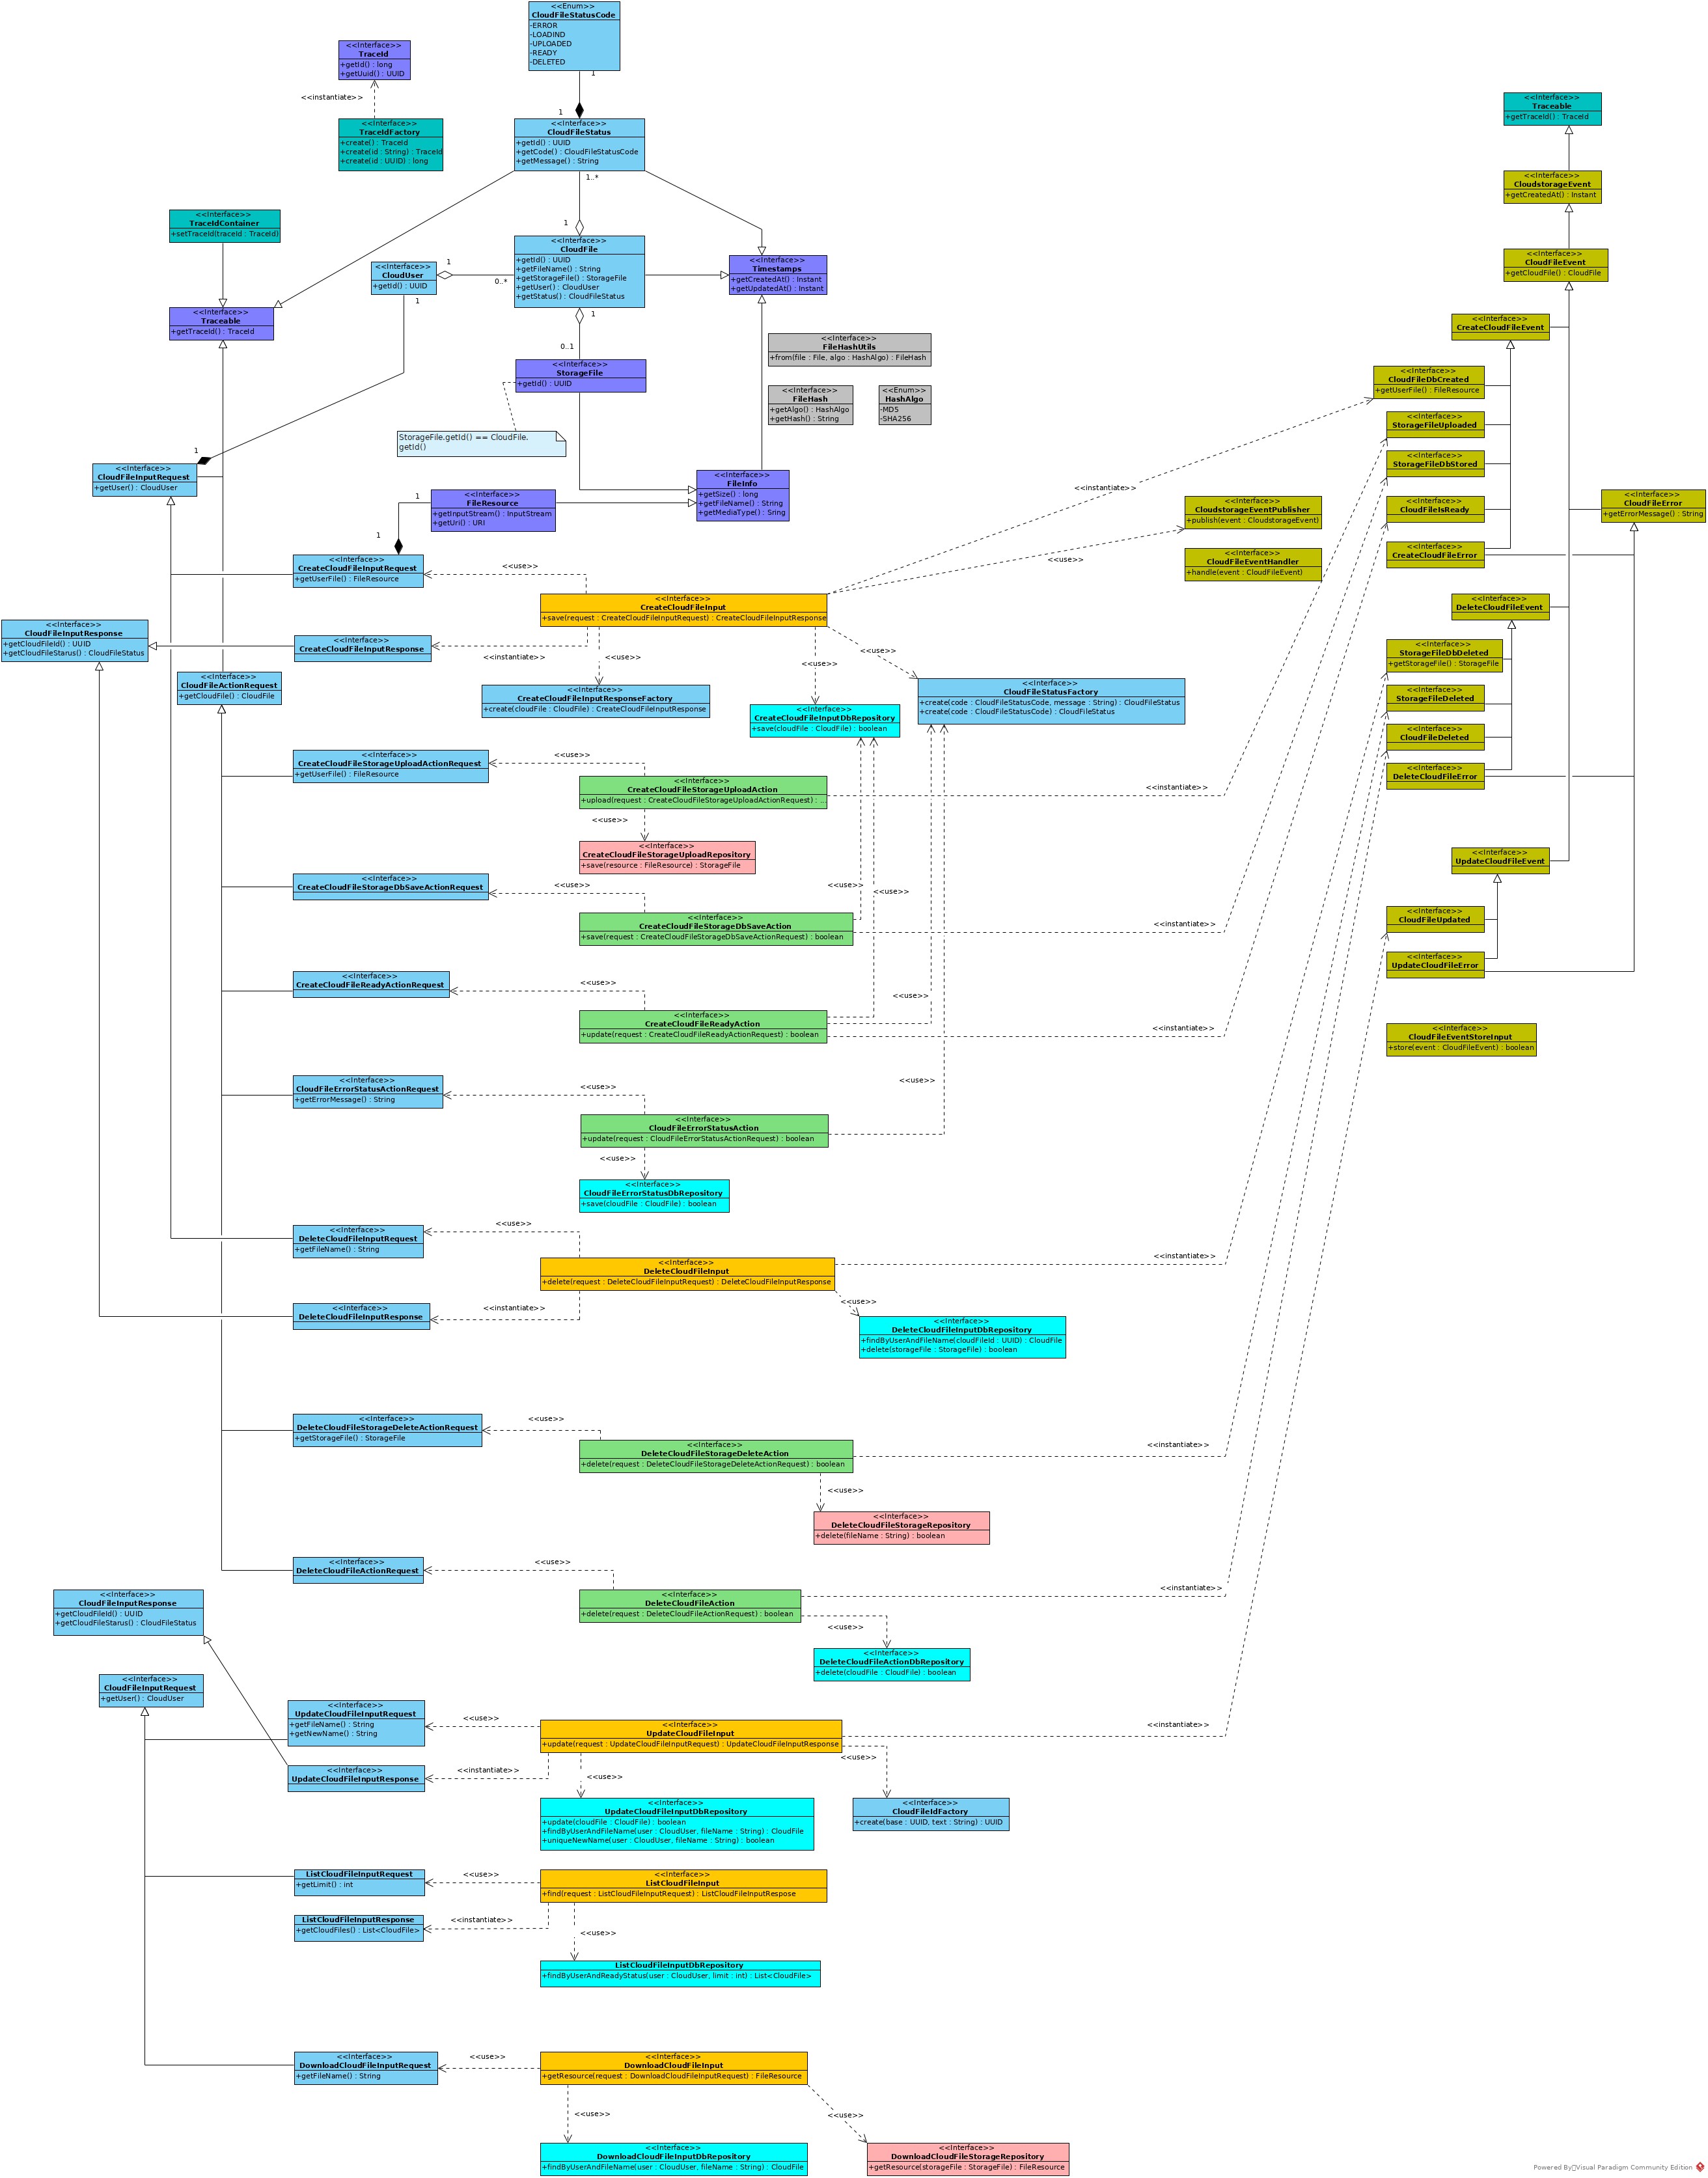 <<Enum>>
CloudFileStatusCode
-ERROR
-LOADIND
-UPLOADED
-READY
-DELETED
1
1
<<Interface>>
TraceId
+getId() : long
+getUuid() : UUID
<<instantiate>>
<<Interface>>
TraceIdFactory
+create() : TraceId
+create(id : String) : TraceId
+create(id : UUID) : long
<<Interface>>
CloudFileStatus
+getId() : UUID
+getCode() : CloudFileStatusCode
+getMessage() : String
1..*
1
<<Interface>>
Traceable
+getTraceId() : TraceId
<<Interface>>
CloudstorageEvent
+getCreatedAt() : Instant
<<Interface>>
TraceIdContainer
+setTraceId(traceId : TraceId)
<<Interface>>
CloudFile
+getId() : UUID
+getFileName() : String
+getStorageFile() : StorageFile
+getUser() : CloudUser
+getStatus() : CloudFileStatus
<<Interface>>
CloudUser
+getId() : UUID
1
0..*
1
<<Interface>>
Timestamps
+getCreatedAt() : Instant
+getUpdatedAt() : Instant
<<Interface>>
CloudFileEvent
+getCloudFile() : CloudFile
<<Interface>>
Traceable
+getTraceId() : TraceId
1
0..1
<<Interface>>
CreateCloudFileEvent
<<Interface>>
FileHashUtils
+from(file : File, algo : HashAlgo) : FileHash
<<Interface>>
StorageFile
+getId() : UUID
<<Interface>>
FileHash
+getAlgo() : HashAlgo
+getHash() : String
<<Enum>>
HashAlgo
-MD5
-SHA256
<<Interface>>
CloudFileDbCreated
+getUserFile() : FileResource
<<Interface>>
StorageFileUploaded
StorageFile.getId() == CloudFile.
getId()
1
<<Interface>>
StorageFileDbStored
<<Interface>>
CloudFileInputRequest
+getUser() : CloudUser
<<Interface>>
FileInfo
+getSize() : long
+getFileName() : String
+getMediaType() : Sring
<<instantiate>>
<<Interface>>
FileResource
+getInputStream() : InputStream
+getUri() : URI
1
1
<<Interface>>
CloudstorageEventPublisher
+publish(event : CloudstorageEvent)
<<Interface>>
CloudFileIsReady
<<Interface>>
CloudFileError
+getErrorMessage() : String
<<Interface>>
CreateCloudFileError
<<Interface>>
CloudFileEventHandler
+handle(event : CloudFileEvent)
<<use>>
<<Interface>>
CreateCloudFileInputRequest
+getUserFile() : FileResource
<<use>>
<<Interface>>
CreateCloudFileInput
+save(request : CreateCloudFileInputRequest) : CreateCloudFileInputResponse
<<Interface>>
DeleteCloudFileEvent
<<Interface>>
CloudFileInputResponse
+getCloudFileId() : UUID
+getCloudFileStarus() : CloudFileStatus
<<Interface>>
CreateCloudFileInputResponse
<<instantiate>>
<<use>>
<<use>>
<<use>>
<<Interface>>
StorageFileDbDeleted
+getStorageFile() : StorageFile
<<Interface>>
CloudFileActionRequest
+getCloudFile() : CloudFile
<<Interface>>
CreateCloudFileInputResponseFactory
+create(cloudFile : CloudFile) : CreateCloudFileInputResponse
<<Interface>>
CloudFileStatusFactory
+create(code : CloudFileStatusCode, message : String) : CloudFileStatus
+create(code : CloudFileStatusCode) : CloudFileStatus
<<Interface>>
CreateCloudFileInputDbRepository
+save(cloudFile : CloudFile) : boolean
<<Interface>>
StorageFileDeleted
<<Interface>>
CloudFileDeleted
<<Interface>>
DeleteCloudFileError
<<Interface>>
CreateCloudFileStorageUploadActionRequest
+getUserFile() : FileResource
<<use>>
<<Interface>>
CreateCloudFileStorageUploadAction
+upload(request : CreateCloudFileStorageUploadActionRequest) : ...
<<instantiate>>
<<use>>
<<Interface>>
CreateCloudFileStorageUploadRepository
+save(resource : FileResource) : StorageFile
<<Interface>>
UpdateCloudFileEvent
<<Interface>>
CreateCloudFileStorageDbSaveActionRequest
<<use>>
<<use>>
<<use>>
<<Interface>>
CreateCloudFileStorageDbSaveAction
+save(request : CreateCloudFileStorageDbSaveActionRequest) : boolean
<<instantiate>>
<<Interface>>
CloudFileUpdated
<<Interface>>
UpdateCloudFileError
<<Interface>>
CreateCloudFileReadyActionRequest
<<use>>
<<use>>
<<Interface>>
CreateCloudFileReadyAction
+update(request : CreateCloudFileReadyActionRequest) : boolean
<<instantiate>>
<<Interface>>
CloudFileEventStoreInput
+store(event : CloudFileEvent) : boolean
<<Interface>>
CloudFileErrorStatusActionRequest
+getErrorMessage() : String
<<use>>
<<use>>
<<Interface>>
CloudFileErrorStatusAction
+update(request : CloudFileErrorStatusActionRequest) : boolean
<<use>>
<<Interface>>
CloudFileErrorStatusDbRepository
+save(cloudFile : CloudFile) : boolean
<<Interface>>
DeleteCloudFileInputRequest
+getFileName() : String
<<use>>
<<Interface>>
DeleteCloudFileInput
+delete(request : DeleteCloudFileInputRequest) : DeleteCloudFileInputResponse
<<instantiate>>
<<Interface>>
DeleteCloudFileInputResponse
<<instantiate>>
<<use>>
<<Interface>>
DeleteCloudFileInputDbRepository
+findByUserAndFileName(cloudFileId : UUID) : CloudFile
+delete(storageFile : StorageFile) : boolean
<<Interface>>
DeleteCloudFileStorageDeleteActionRequest
+getStorageFile() : StorageFile
<<use>>
<<Interface>>
DeleteCloudFileStorageDeleteAction
+delete(request : DeleteCloudFileStorageDeleteActionRequest) : boolean
<<instantiate>>
<<use>>
<<Interface>>
DeleteCloudFileStorageRepository
+delete(fileName : String) : boolean
<<Interface>>
DeleteCloudFileActionRequest
<<use>>
<<Interface>>
DeleteCloudFileAction
+delete(request : DeleteCloudFileActionRequest) : boolean
<<instantiate>>
<<use>>
<<Interface>>
CloudFileInputResponse
+getCloudFileId() : UUID
+getCloudFileStarus() : CloudFileStatus
<<Interface>>
DeleteCloudFileActionDbRepository
+delete(cloudFile : CloudFile) : boolean
<<Interface>>
CloudFileInputRequest
+getUser() : CloudUser
<<Interface>>
UpdateCloudFileInputRequest
+getFileName() : String
+getNewName() : String
<<use>>
<<Interface>>
UpdateCloudFileInput
+update(request : UpdateCloudFileInputRequest) : UpdateCloudFileInputResponse
<<instantiate>>
<<Interface>>
UpdateCloudFileInputResponse
<<instantiate>>
<<use>>
<<use>>
<<Interface>>
UpdateCloudFileInputDbRepository
+update(cloudFile : CloudFile) : boolean
+findByUserAndFileName(user : CloudUser, fileName : String) : CloudFile
+uniqueNewName(user : CloudUser, fileName : String) : boolean
<<Interface>>
CloudFileIdFactory
+create(base : UUID, text : String) : UUID
ListCloudFileInputRequest
+getLimit() : int
<<use>>
<<Interface>>
ListCloudFileInput
+find(request : ListCloudFileInputRequest) : ListCloudFileInputRespose
ListCloudFileInputResponse
+getCloudFiles() : List<CloudFile>
<<instantiate>>
<<use>>
ListCloudFileInputDbRepository
+findByUserAndReadyStatus(user : CloudUser, limit : int) : List<CloudFile>
<<Interface>>
DownloadCloudFileInputRequest
+getFileName() : String
<<use>>
<<Interface>>
DownloadCloudFileInput
+getResource(request : DownloadCloudFileInputRequest) : FileResource
<<use>>
<<use>>
<<Interface>>
DownloadCloudFileInputDbRepository
+findByUserAndFileName(user : CloudUser, fileName : String) : CloudFile
<<Interface>>
DownloadCloudFileStorageRepository
+getResource(storageFile : StorageFile) : FileResource
Powered By Visual Paradigm Community Edition